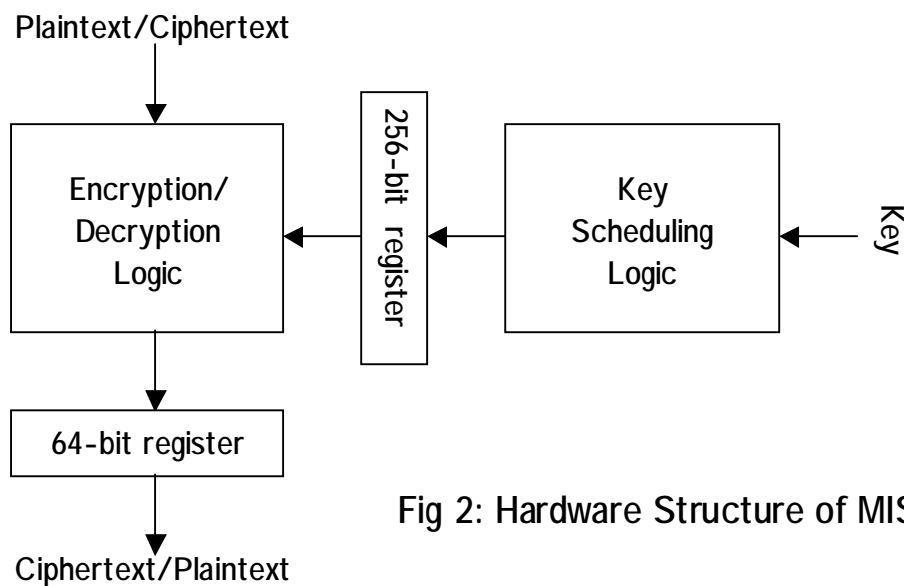 Plaintext/Ciphertext
Encryption/
Decryption
Logic
256-bit register
Key
Scheduling
Logic
Key
64-bit register
Ciphertext/Plaintext
Fig 2: Hardware Structure of